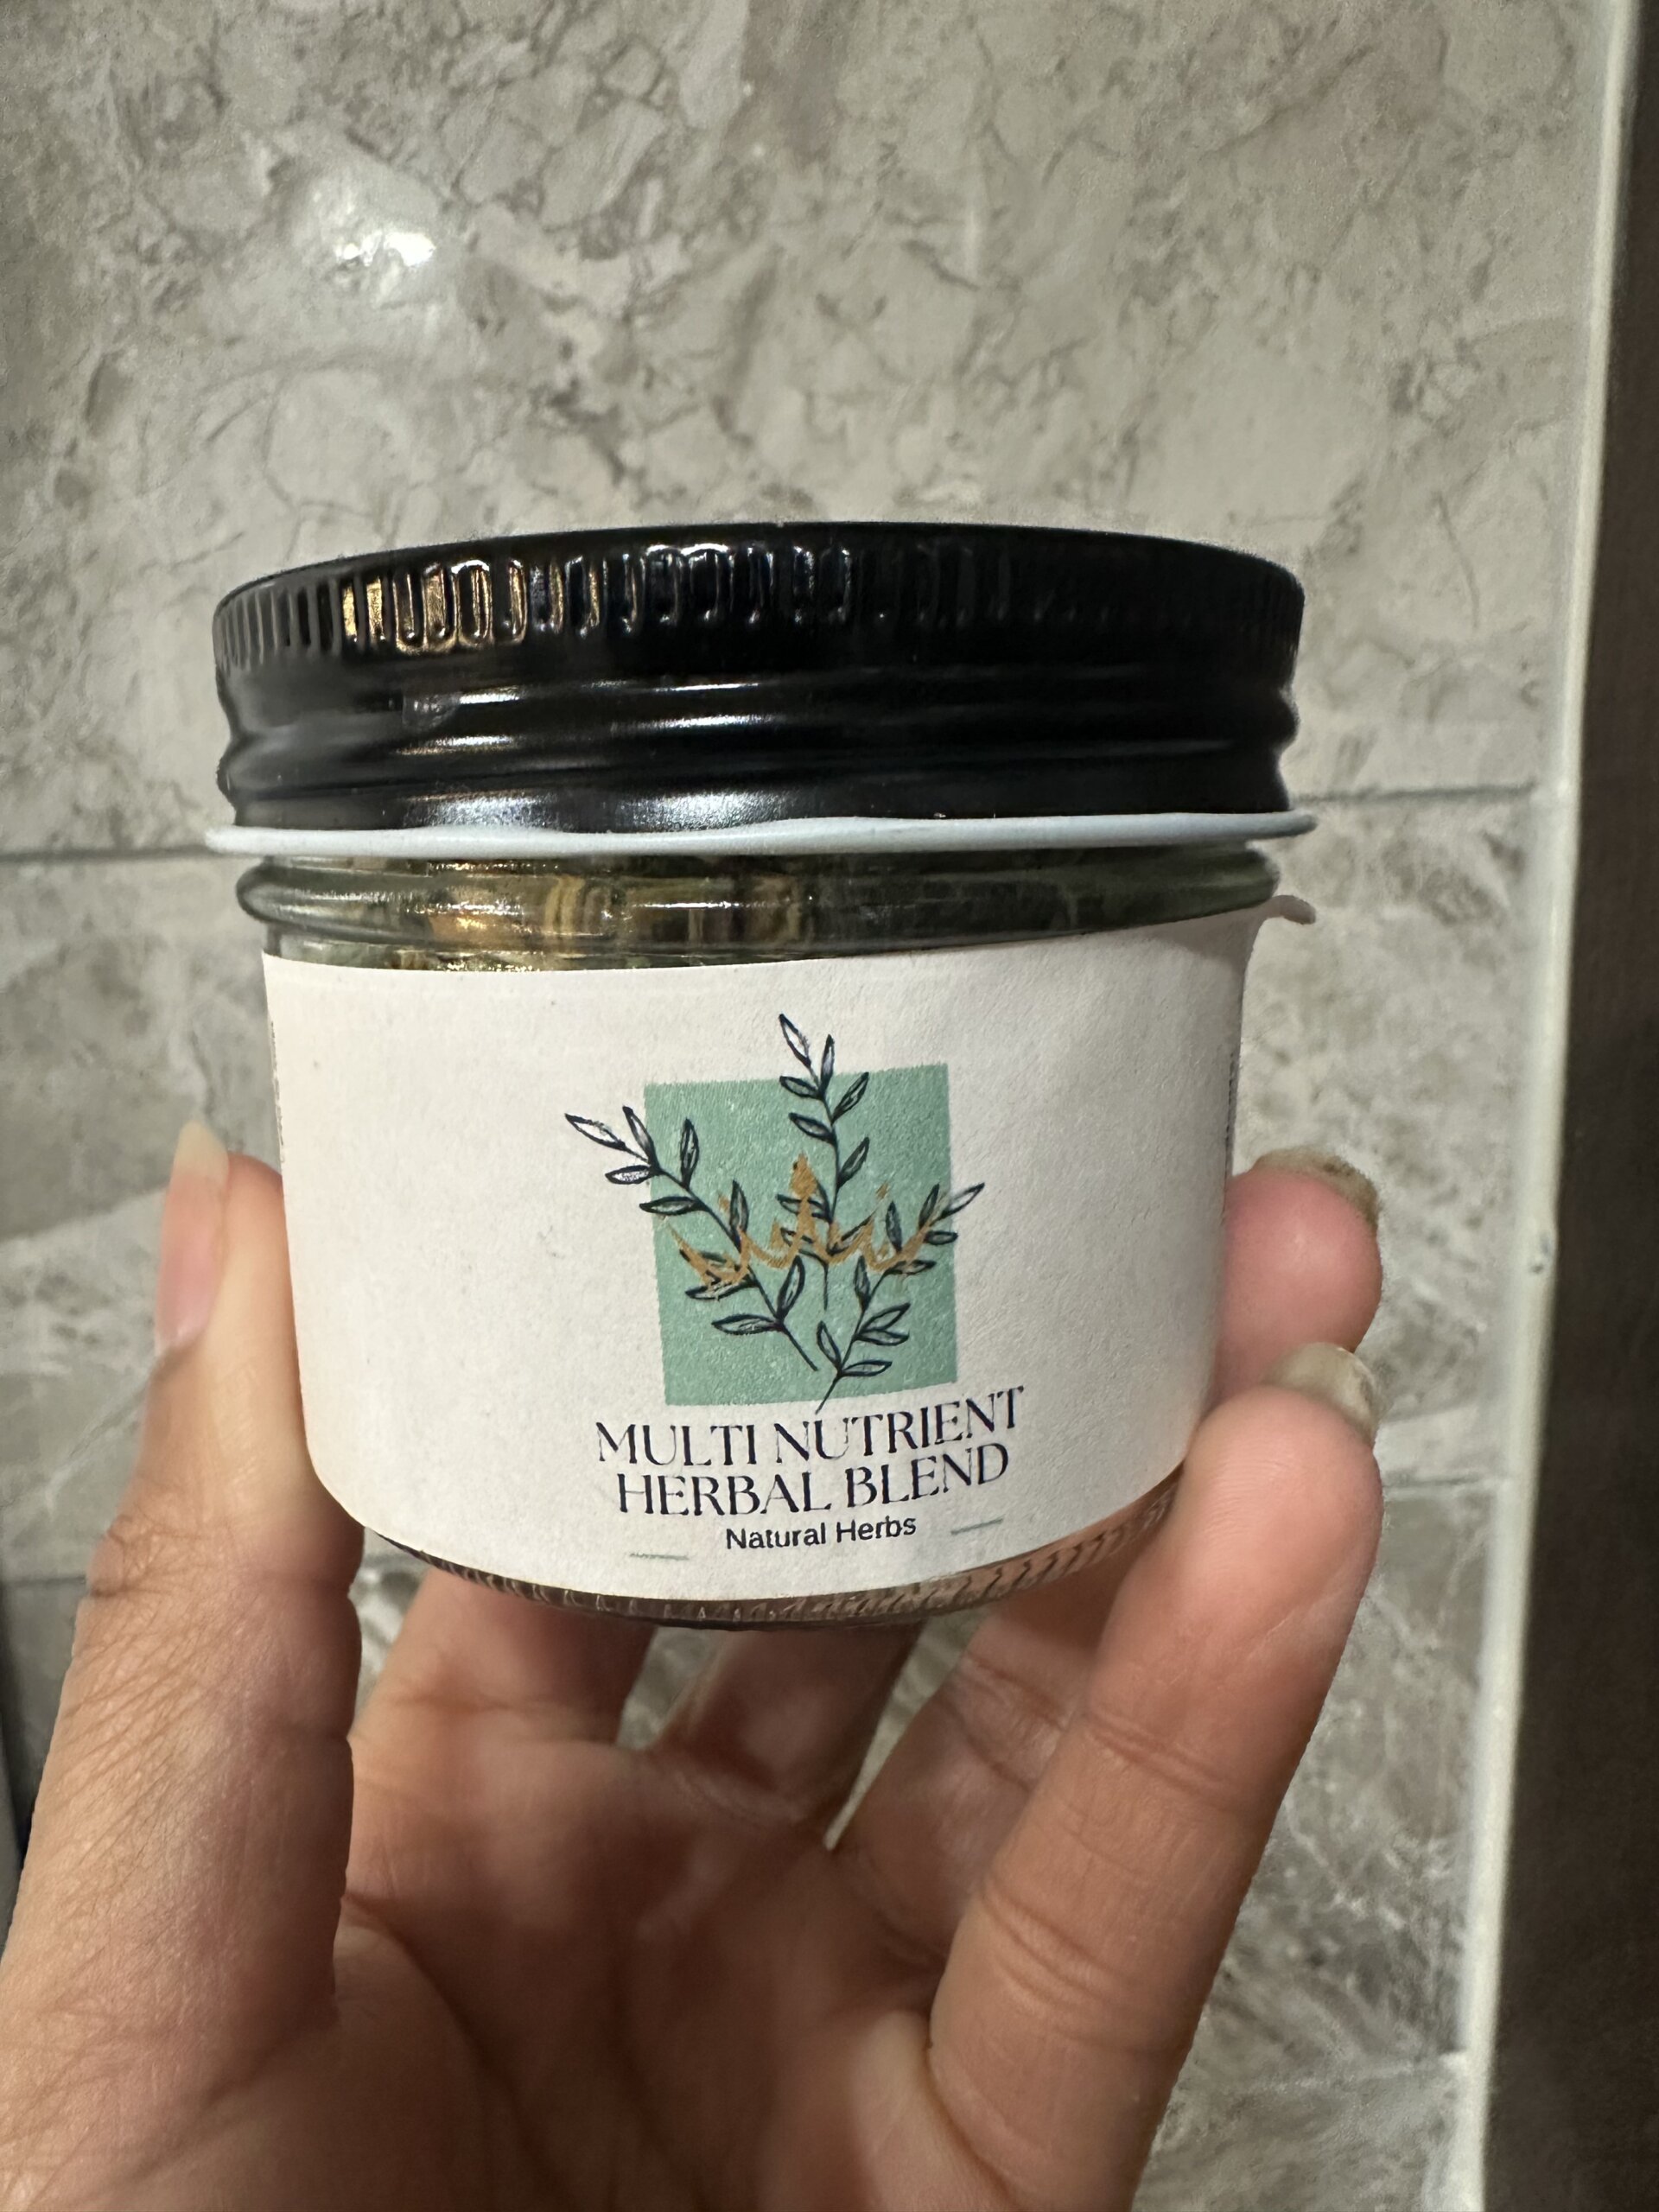 MULTI NUTRIENT
HERBAL BLEND
Natural Herbs